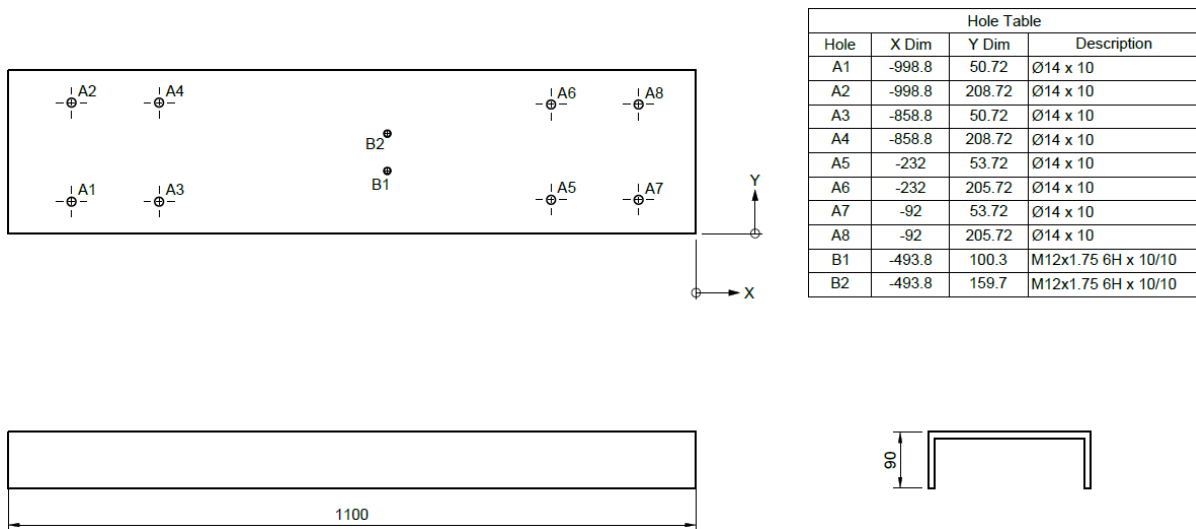 Hole Table
Hole X Dim Y Dim Description
A1 -998.8 50.72 Ø14 x 10
A2 -998.8 208.72 Ø14 x 10
A3 -858.8 50.72 Ø14 x 10
A4 -858.8 208.72 Ø14 x 10
A5 -232 53.72 Ø14 x 10
A6 -232 205.72 Ø14 x 10
A7 -92 53.72 Ø14 x 10
A8 -92 205.72 Ø14 x 10
B1 -493.8 100.3 M12x1.75 6H x 10/10
B2 -493.8 159.7 M12x1.75 6H x 10/10
A2 A4 A6 A8
B2
B1
A1 A3 A5 A7
Y
X
90
1100